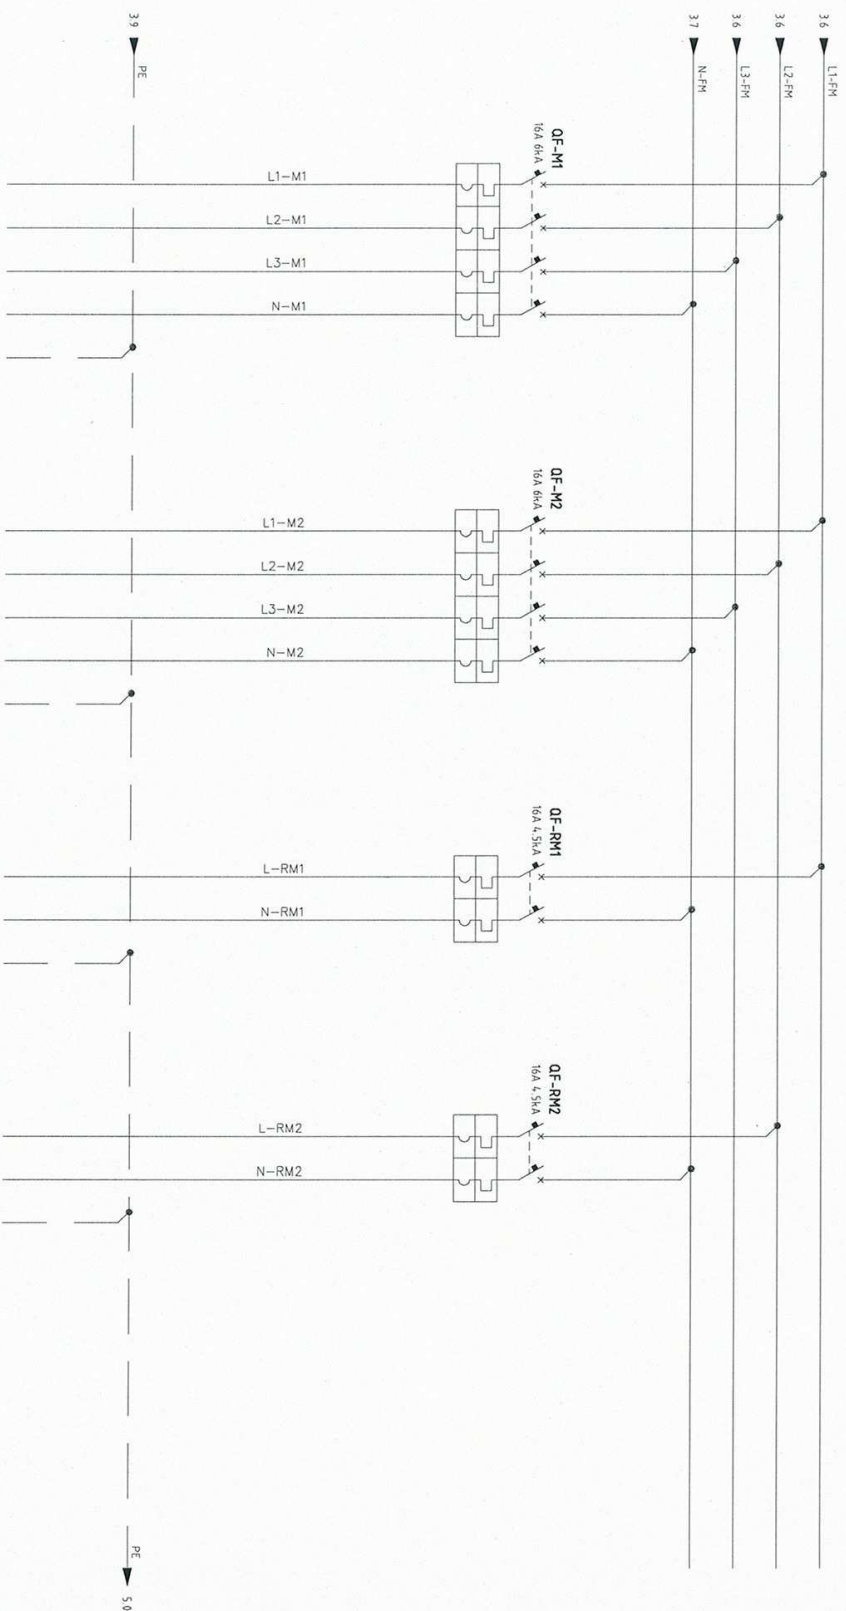 3.9
PE
3.7
N-FM
3.6
L3-FM
3.6
L2-FM
3.6
L1-FM
QF-M1
16A 6kA
L1-M1
L2-M1
L3-M1
N-M1
QF-M2
16A 6kA
L1-M2
L2-M2
L3-M2
N-M2
QF-RM1
16A 4.5kA
L-RM1
N-RM1
QF-RM2
16A 4.5kA
L-RM2
N-RM2
PE
5.0